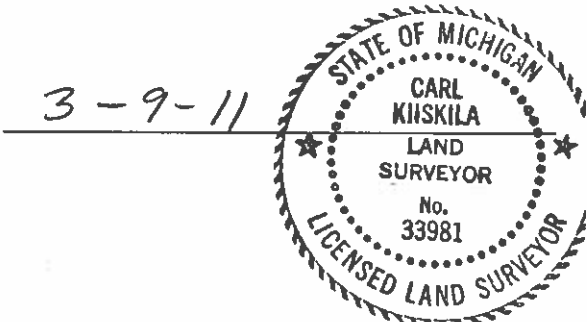 3-9-11
STATE OF MICHIGAN
CARL
KIISKILA
LAND
SURVEYOR
No.
33981
LICENSED LAND SURVEYOR